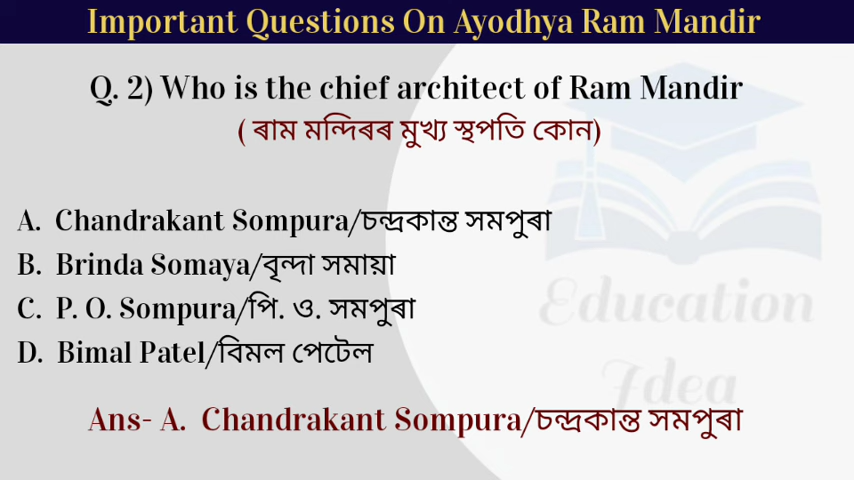 Important Questions On Ayodhya Ram Mandir
Q. 2) Who is the chief architect of Ram Mandir
( ৰাম মন্দিৰৰ মুখ্য স্থপতি কোন)
A. Chandrakant Sompura/চন্দ্ৰকান্ত সমপুৰা
B. Brinda Somaya/বৃন্দা সমায়া
C. P. O. Sompura/পি. ও. সমপুৰা
D. Bimal Patel/বিমল পেটেল
Education
Idea
Ans- A. Chandrakant Sompura/চন্দ্ৰকান্ত সমপুৰা